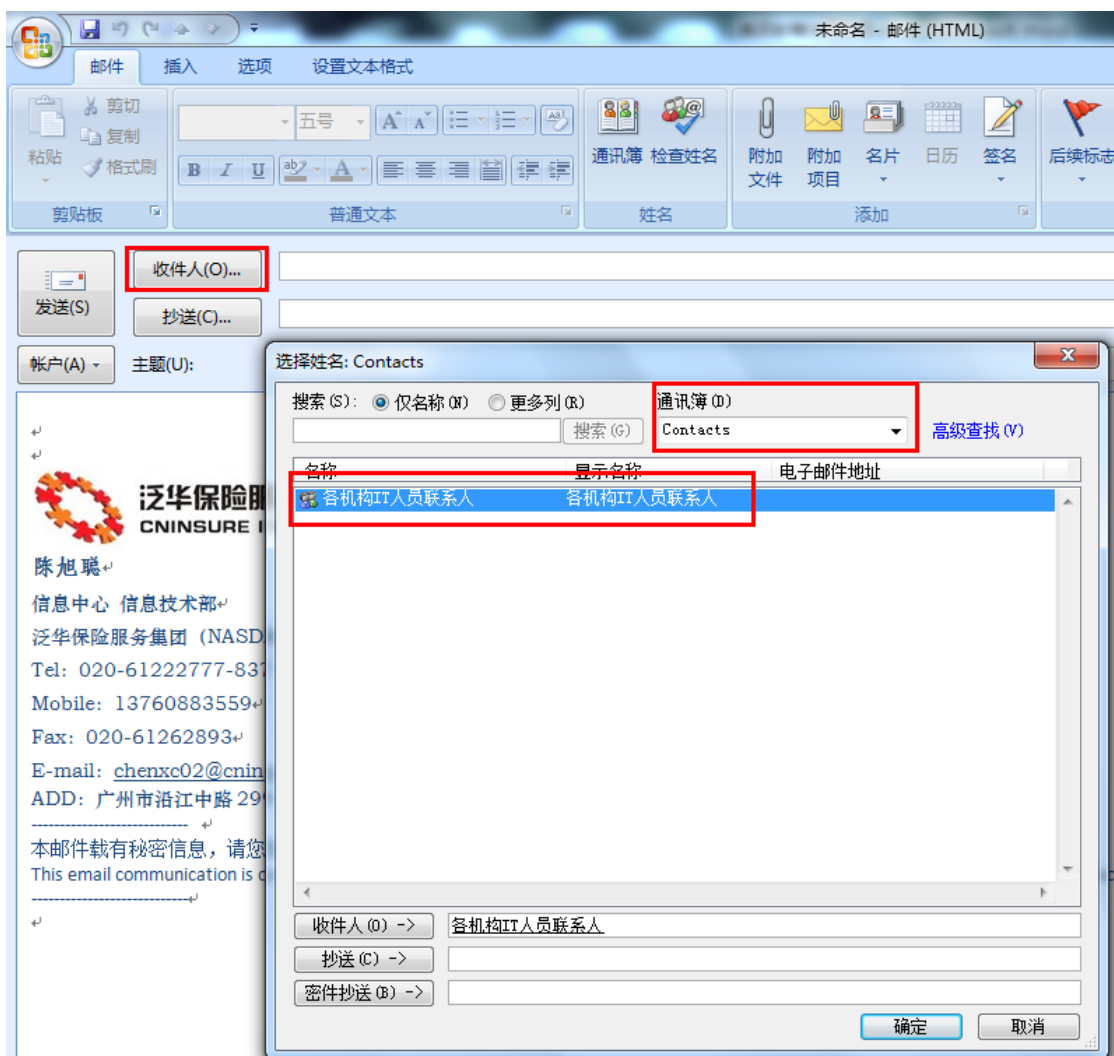 未命名 - 邮件 (HTML)
邮件 插入 选项 设置文本格式
粘贴 剪切 复制 格式刷
五号
B I U ab A
通讯簿 检查姓名
附加文件 附加项目 名片 日历 签名
后续标志
剪贴板 普通文本 姓名 添加
发送(S)
收件人(O)...
抄送(C)...
帐户(A) 主题(U):
选择姓名: Contacts
搜索(S): 仅名称(N) 更多列(R) 通讯簿(D)
搜索(G) Contacts 高级查找(V)
名称 显示名称 电子邮件地址
各机构IT人员联系人 各机构IT人员联系人
泛华保险服
CNINSURE I
陈旭聪
信息中心 信息技术部
泛华保险服务集团（NASD
Tel: 020-61222777-837
Mobile: 13760883559
Fax: 020-61262893
E-mail: chenxc02@cnin
ADD: 广州市沿江中路 29
---------------------------
本邮件载有秘密信息，请您
This email communication is c
---------------------------
收件人(O) -> 各机构IT人员联系人
抄送(C) ->
密件抄送(B) ->
确定 取消